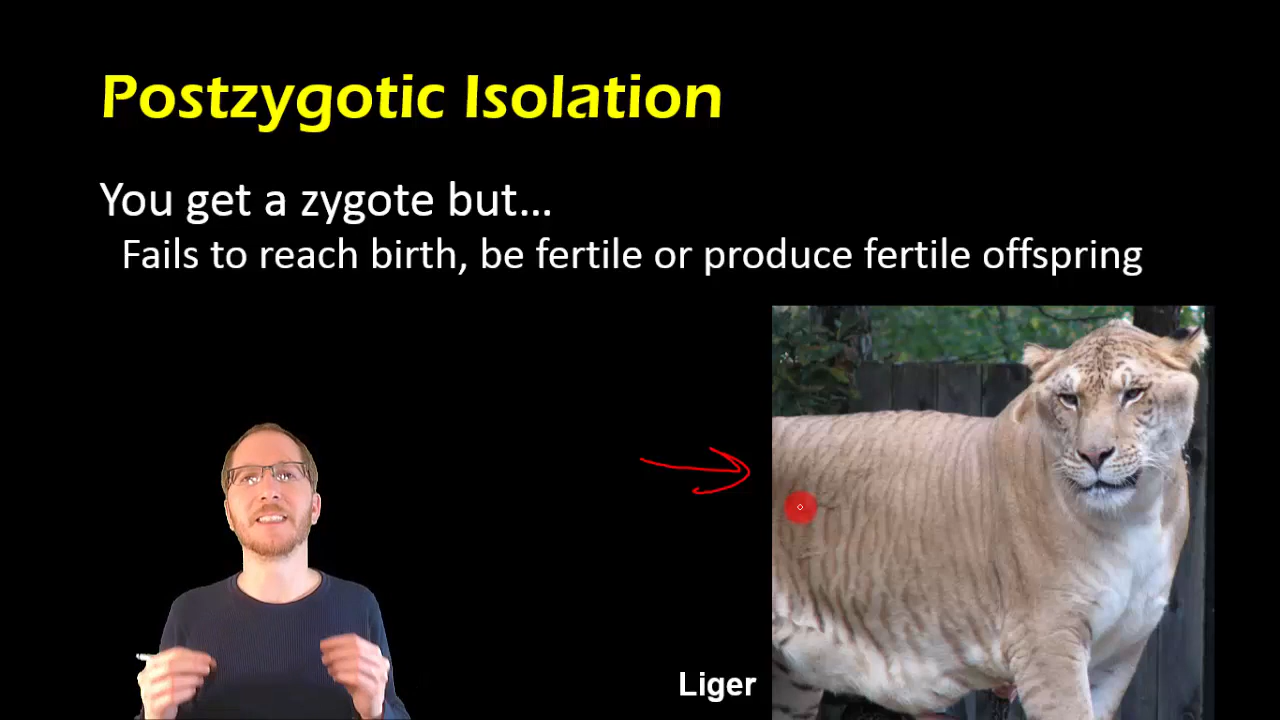 Postzygotic Isolation
You get a zygote but...
Fails to reach birth, be fertile or produce fertile offspring
Liger